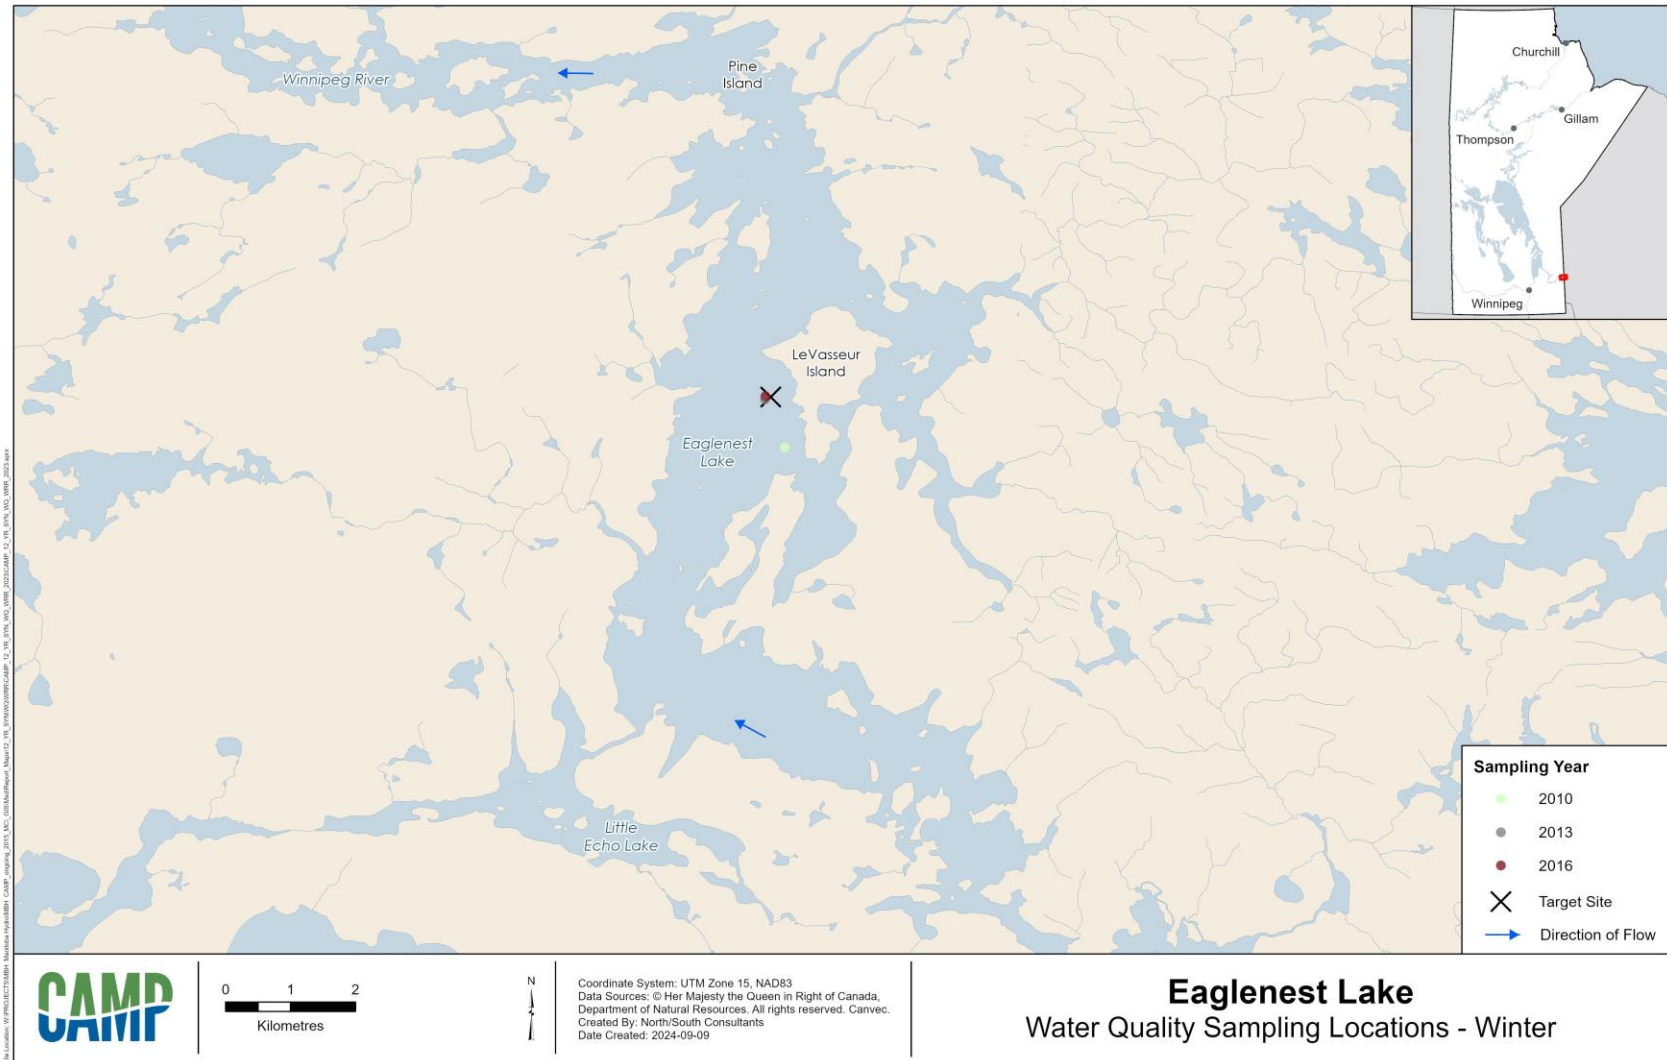 Winnipeg River
Pine
Island
LeVasseur
Island
Eaglenest
Lake
Little
Echo Lake
Churchill
Gillam
Thompson
Winnipeg
Sampling Year
2010
2013
2016
Target Site
Direction of Flow
CAMP
0 1 2
Kilometres
N
Coordinate System: UTM Zone 15, NAD83
Data Sources: © Her Majesty the Queen in Right of Canada,
Department of Natural Resources. All rights reserved. Canvec.
Created By: North/South Consultants
Date Created: 2024-09-09
Eaglenest Lake
Water Quality Sampling Locations - Winter